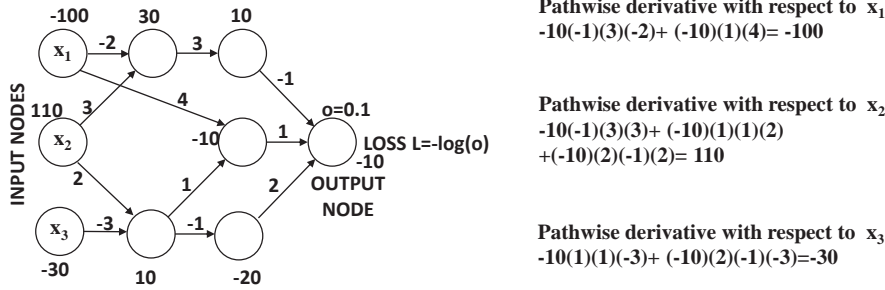 -100
30
10
x1
-2
3
-1
INPUT NODES
3
4
o=0.1
110
x2
-10
1
LOSS L=-log(o)
-10
2
1
2
OUTPUT
NODE
x3
-3
-1
-30
10
-20
Pathwise derivative with respect to x1
-10(-1)(3)(-2)+ (-10)(1)(4)= -100
Pathwise derivative with respect to x2
-10(-1)(3)(3)+ (-10)(1)(1)(2)
+(-10)(2)(-1)(2)= 110
Pathwise derivative with respect to x3
-10(1)(1)(-3)+ (-10)(2)(-1)(-3)=-30